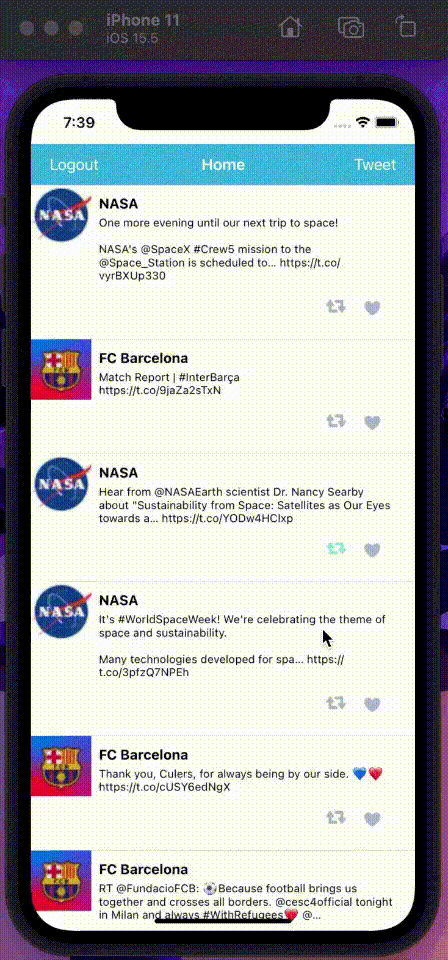 iPhone 11
iOS 15.5
7:39
Logout Home Tweet
NASA
NASA
One more evening until our next trip to space!
NASA's @SpaceX #Crew5 mission to the
@Space_Station is scheduled to... https://t.co/
vyrBXUp330
FC Barcelona
Match Report | #InterBarça
https://t.co/9jaZa2sTxN
NASA
NASA
Hear from @NASAEarth scientist Dr. Nancy Searby
about "Sustainability from Space: Satellites as Our Eyes
towards a... https://t.co/YODw4HCIxp
NASA
NASA
It's #WorldSpaceWeek! We're celebrating the theme of
space and sustainability.
Many technologies developed for spa... https://
t.co/3pfzQ7NPEh
FC Barcelona
Thank you, Culers, for always being by our side. 💙❤️
https://t.co/cUSY6edNgX
FC Barcelona
RT @FundacioFCB: ⚽Because football brings us
together and crosses all borders. @cesc4official tonight
in Milan and always #WithRefugees❤️ @...